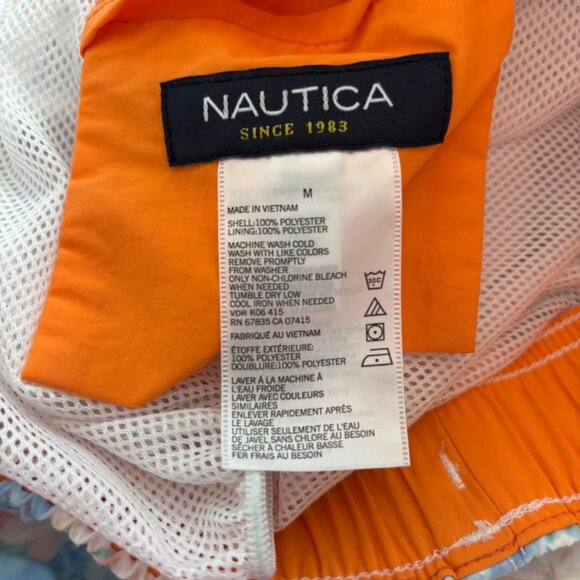 NAUTICA
SINCE 1983
M
MADE IN VIETNAM
SHELL:100% POLYESTER
LINING:100% POLYESTER
MACHINE WASH COLD
WASH WITH LIKE COLORS
REMOVE PROMPTLY
FROM WASHER
ONLY NON-CHLORINE BLEACH
WHEN NEEDED
TUMBLE DRY LOW
COOL IRON WHEN NEEDED
VDR K06 415
RN 67835 CA 07415
FABRIQUÉ AU VIETNAM
ÉTOFFE EXTÉRIEURE:
100% POLYESTER
DOUBLURE:100% POLYESTER
LAVER À LA MACHINE À
L'EAU FROIDE
LAVER AVEC COULEURS
SIMILAIRES
ENLEVER RAPIDEMENT APRÈS
LE LAVAGE
UTILISER SEULEMENT DE L'EAU
DE JAVEL SANS CHLORE AU BESOIN
SÉCHER À CHALEUR BASSE
FER FRAIS AU BESOIN
30C